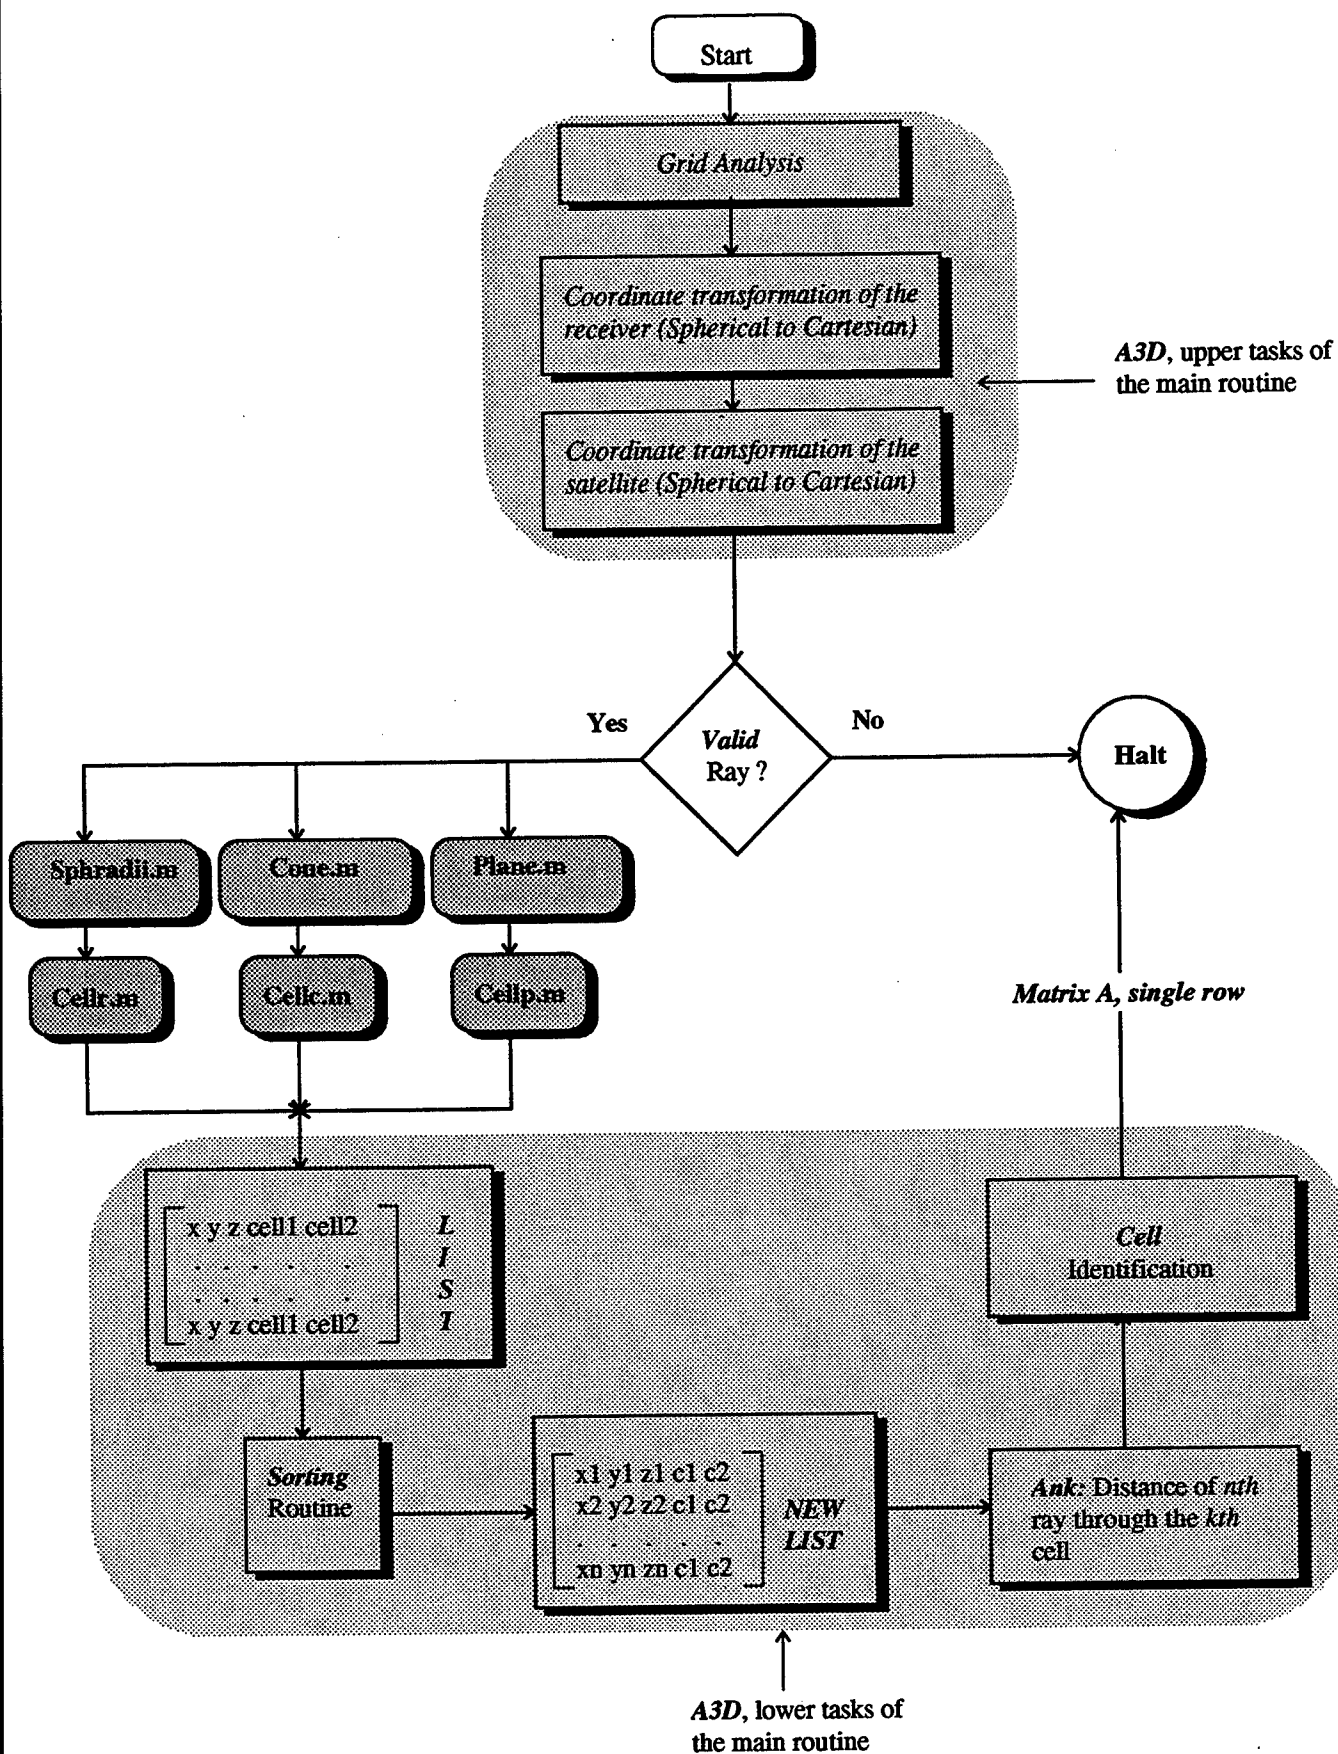 Start
Grid Analysis
Coordinate transformation of the
receiver (Spherical to Cartesian)
A3D, upper tasks of
the main routine
Coordinate transformation of the
satellite (Spherical to Cartesian)
Yes
No
Valid
Ray ?
Halt
Sphradii.m
Cone.m
Plane.m
Cellr.m
Cellc.m
Cellp.m
Matrix A, single row
x y z cell1 cell2
. . . . .
. . . . .
x y z cell1 cell2
L
I
S
T
Cell
Identification
Sorting
Routine
x1 y1 z1 c1 c2
x2 y2 z2 c1 c2
. . . . .
xn yn zn c1 c2
NEW
LIST
Ank: Distance of nth
ray through the kth
cell
A3D, lower tasks of
the main routine